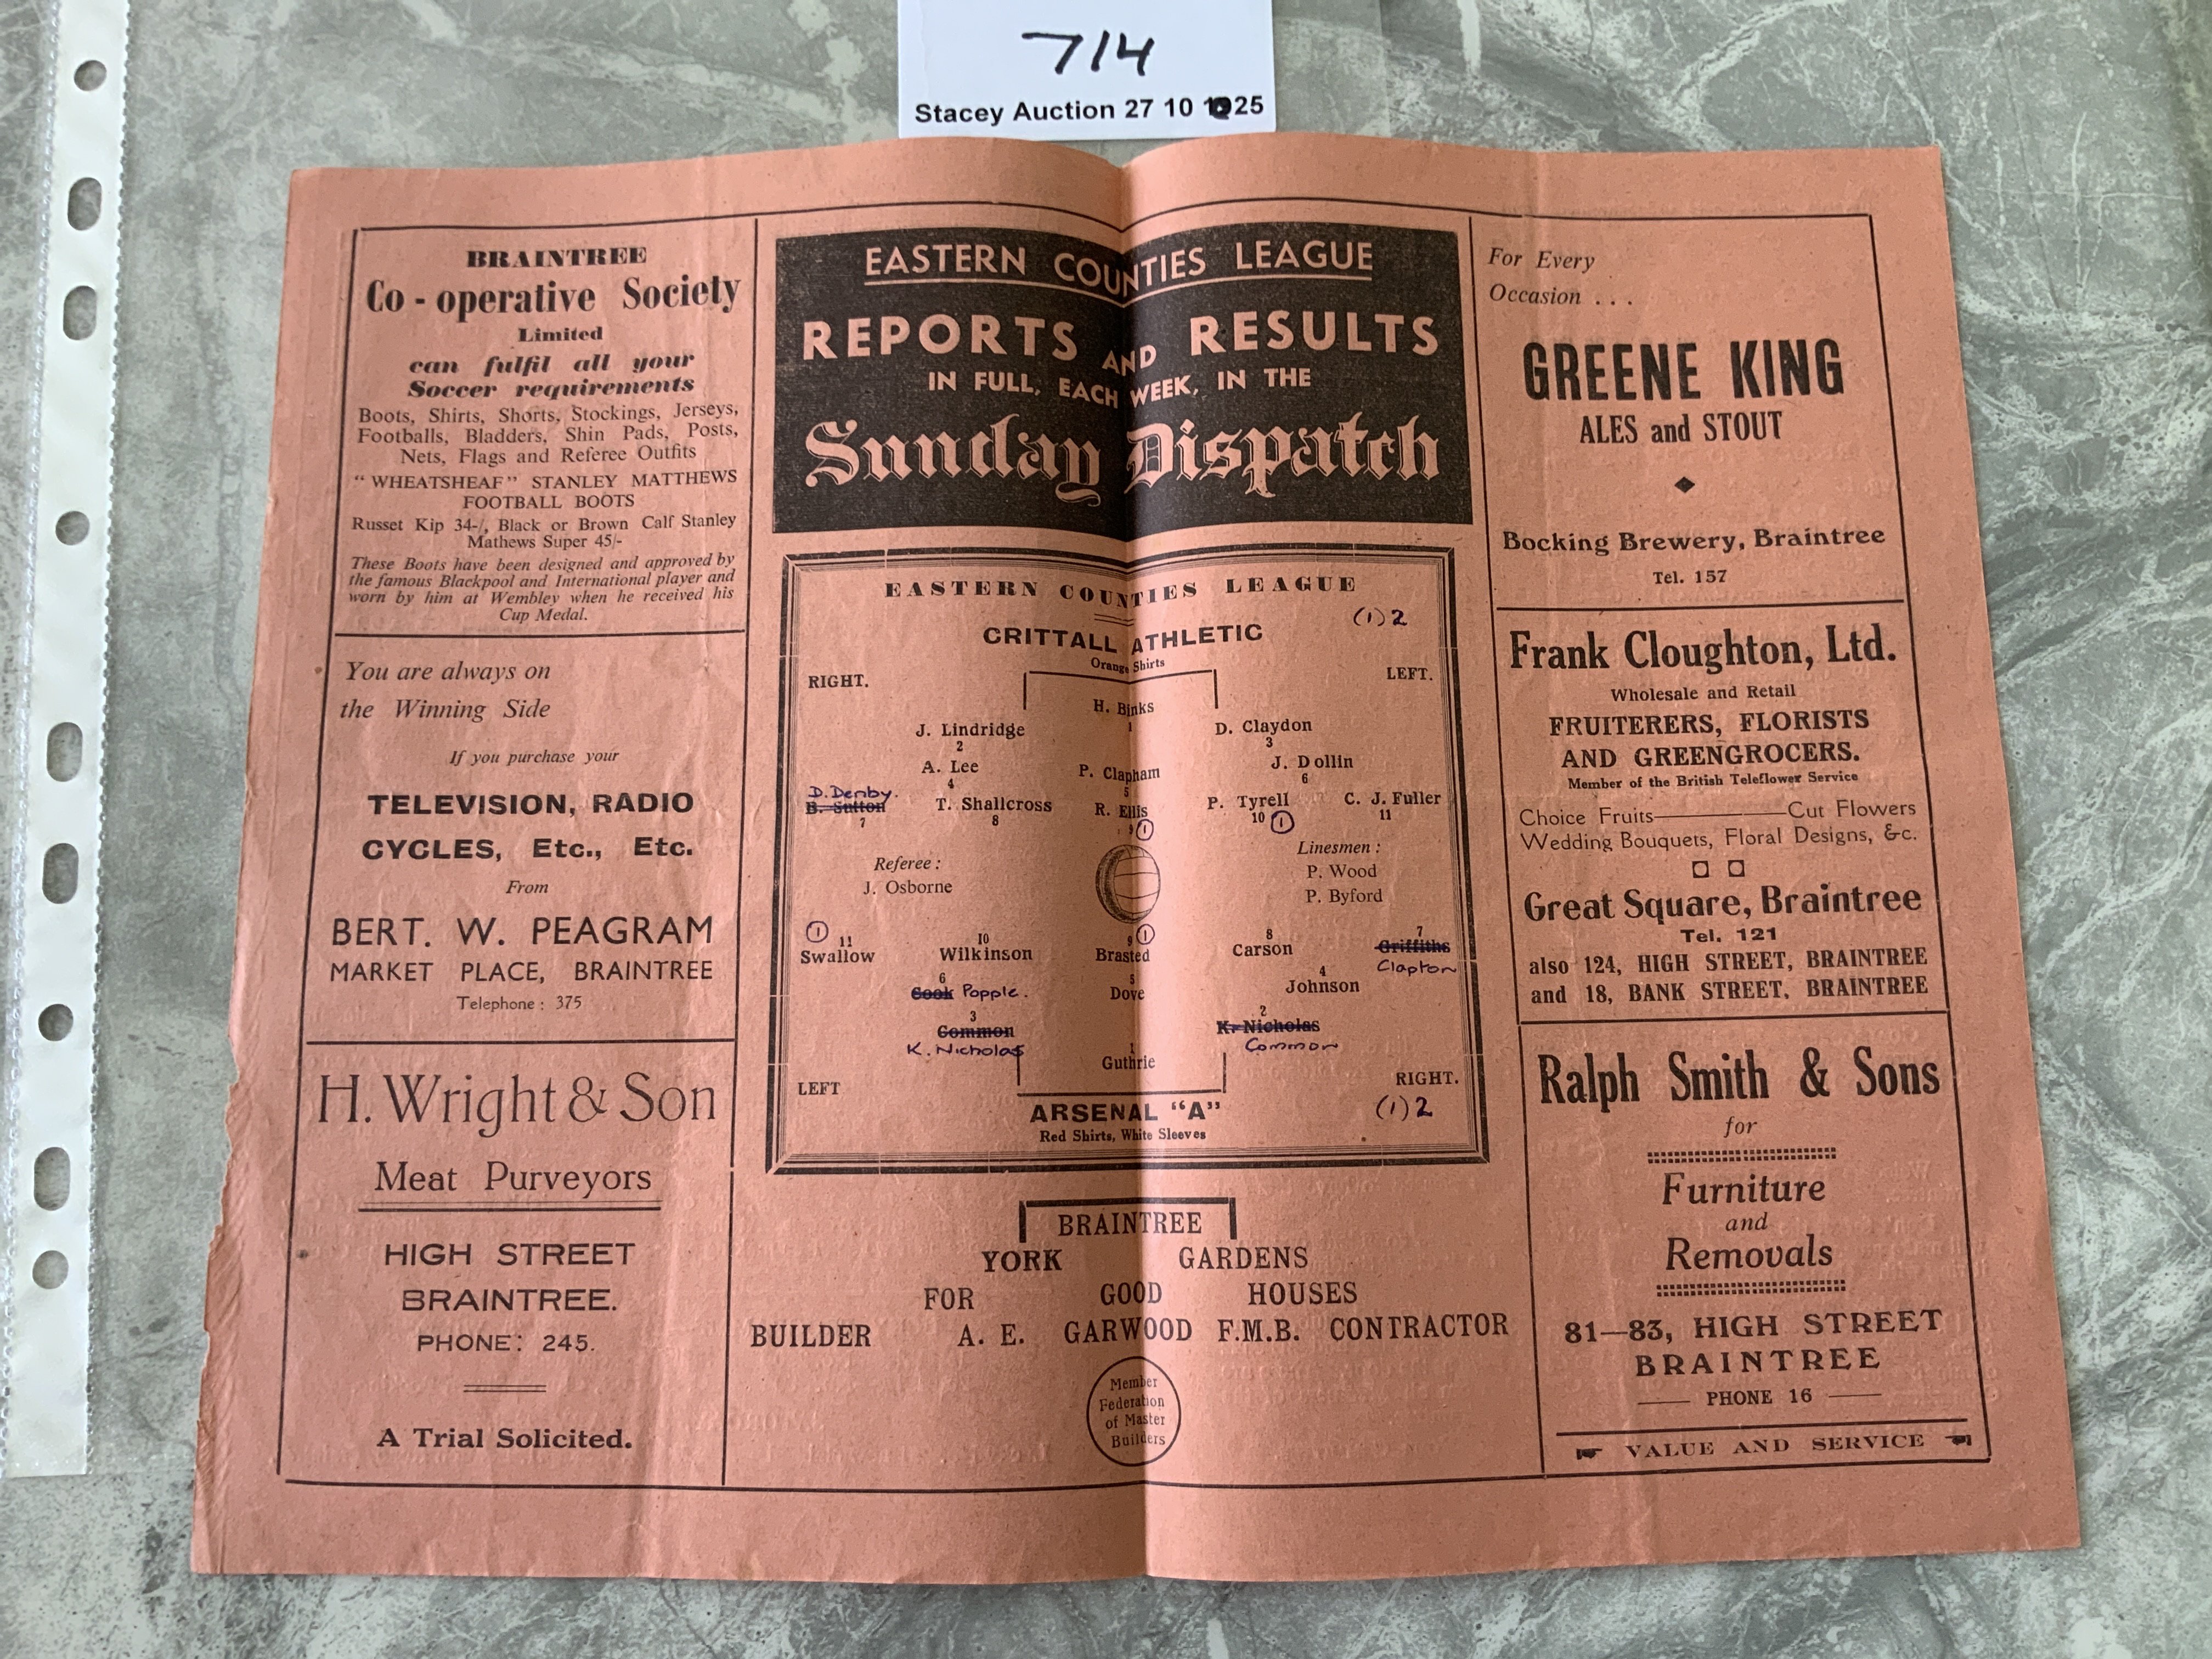 714
Stacey Auction 27 10 25
BRAINTREE
Co - operative Society
Limited
can fulfil all your
Soccer requirements
Boots, Shirts, Shorts, Stockings, Jerseys,
Footballs, Bladders, Shin Pads, Posts,
Nets, Flags and Referee Outfits
"WHEATSHEAF" STANLEY MATTHEWS
FOOTBALL BOOTS
Russet Kip 34-/, Black or Brown Calf Stanley
Mathews Super 45/-
These Boots have been designed and approved by
the famous Blackpool and International player and
worn by him at Wembley when he received his
Cup Medal.
You are always on
the Winning Side
If you purchase your
TELEVISION, RADIO
CYCLES, Etc., Etc.
From
BERT. W. PEAGRAM
MARKET PLACE, BRAINTREE
Telephone: 375
H. Wright & Son
Meat Purveyors
HIGH STREET
BRAINTREE.
PHONE: 245.
A Trial Solicited.
EASTERN COUNTIES LEAGUE
REPORTS AND RESULTS
IN FULL, EACH WEEK, IN THE
Sunday Dispatch
EASTERN COUNTIES LEAGUE
(1) 2
CRITTALL ATHLETIC
Orange Shirts
RIGHT. LEFT.
H. Binks
1
J. Lindridge D. Claydon
2 3
A. Lee P. Clapham J. Dollin
4 5 6
D. Denby.
B. Sutton T. Shallcross R. Ellis P. Tyrell C. J. Fuller
7 8 9 (1) 10 (1) 11
Referee: Linesmen:
J. Osborne P. Wood
P. Byford
(1) 11 10 9 (1) 8 7
Swallow Wilkinson Brasted Carson Griffiths
Clapton
6 5 4
Cook Popple. Dove Johnson
3 2
Common K. Nicholas
K. Nicholas Common
1
Guthrie
LEFT RIGHT.
ARSENAL "A" (1) 2
Red Shirts, White Sleeves
BRAINTREE
YORK GARDENS
FOR GOOD HOUSES
BUILDER A. E. GARWOOD F.M.B. CONTRACTOR
Member
Federation
of Master
Builders
For Every
Occasion . . .
GREENE KING
ALES and STOUT
Bocking Brewery, Braintree
Tel. 157
Frank Cloughton, Ltd.
Wholesale and Retail
FRUITERERS, FLORISTS
AND GREENGROCERS.
Member of the British Teleflower Service
Choice Fruits————Cut Flowers
Wedding Bouquets, Floral Designs, &c.
Great Square, Braintree
Tel. 121
also 124, HIGH STREET, BRAINTREE
and 18, BANK STREET, BRAINTREE
Ralph Smith & Sons
for
Furniture
and
Removals
81—83, HIGH STREET
BRAINTREE
PHONE 16
VALUE AND SERVICE